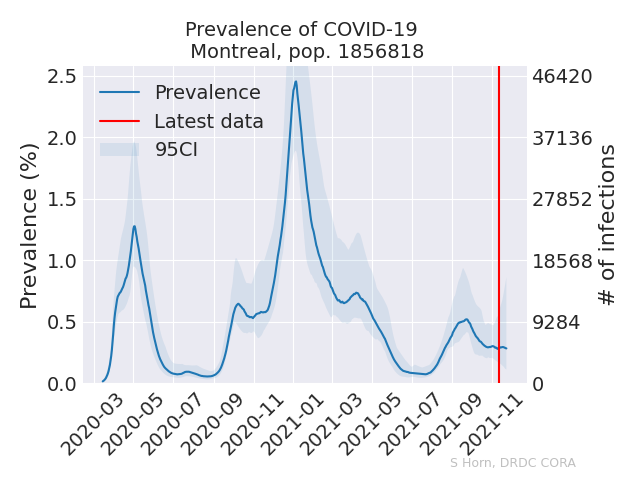 Prevalence of COVID-19
Montreal, pop. 1856818
Prevalence (%)
2.5
2.0
1.5
1.0
0.5
0.0
Prevalence
Latest data
95CI
46420
37136
27852
18568
9284
0
# of infections
2020-03
2020-05
2020-07
2020-09
2020-11
2021-01
2021-03
2021-05
2021-07
2021-09
2021-11
S Horn, DRDC CORA